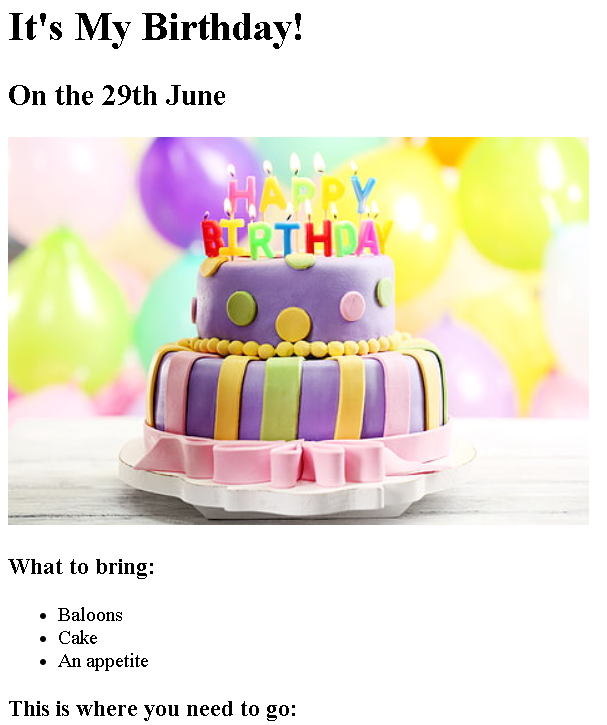 It's My Birthday!
On the 29th June
HAPPY
BIRTHDAY
What to bring:
Baloons
Cake
An appetite
This is where you need to go: